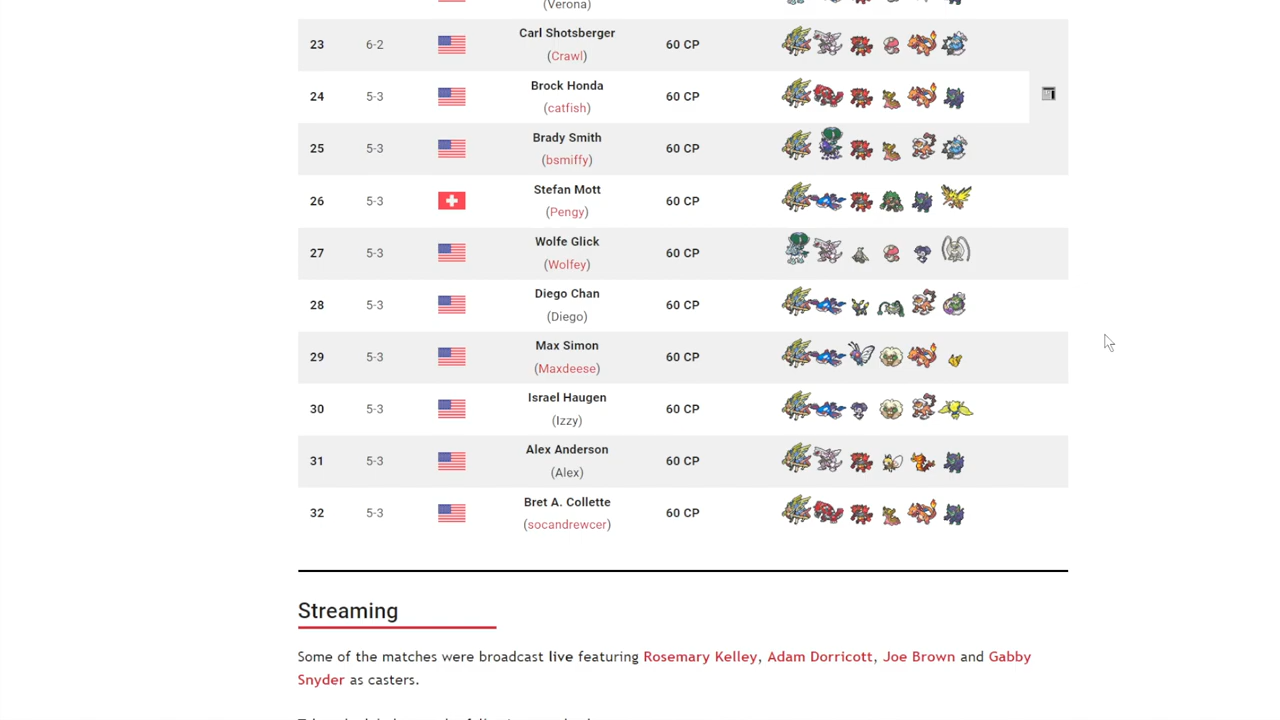 (Verona)
23 6-2 Carl Shotsberger 60 CP
(Crawl)
24 5-3 Brock Honda 60 CP
(catfish)
25 5-3 Brady Smith 60 CP
(bsmiffy)
26 5-3 Stefan Mott 60 CP
(Pengy)
27 5-3 Wolfe Glick 60 CP
(Wolfey)
28 5-3 Diego Chan 60 CP
(Diego)
29 5-3 Max Simon 60 CP
(Maxdeese)
30 5-3 Israel Haugen 60 CP
(Izzy)
31 5-3 Alex Anderson 60 CP
(Alex)
32 5-3 Bret A. Collette 60 CP
(socandrewcer)
Streaming
Some of the matches were broadcast live featuring Rosemary Kelley, Adam Dorricott, Joe Brown and Gabby
Snyder as casters.